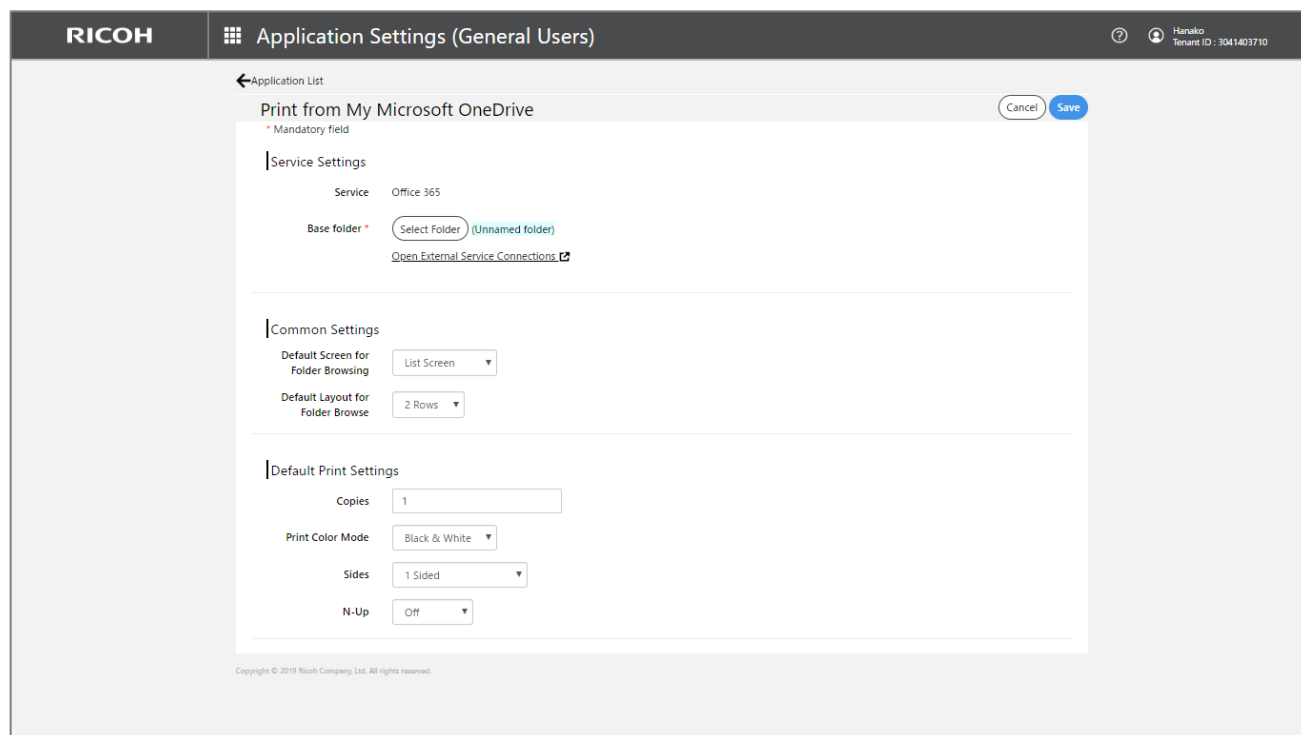 RICOH
Application Settings (General Users)
Hanako
Tenant ID : 3041403710
Application List
Print from My Microsoft OneDrive
Cancel
Save
* Mandatory field
Service Settings
Service Office 365
Base folder * Select Folder (Unnamed folder)
Open External Service Connections
Common Settings
Default Screen for
Folder Browsing
List Screen
Default Layout for
Folder Browse
2 Rows
Default Print Settings
Copies 1
Print Color Mode Black & White
Sides 1 Sided
N-Up Off
Copyright © 2019 Ricoh Company, Ltd. All rights reserved.